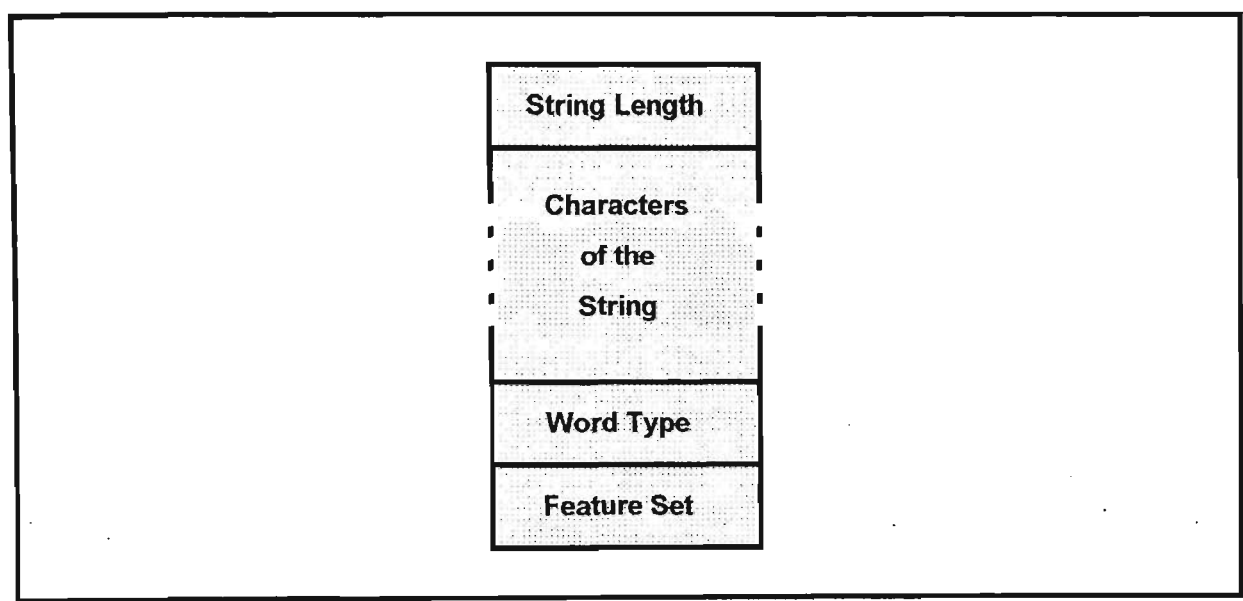 String Length
Characters
of the
String
Word Type
Feature Set